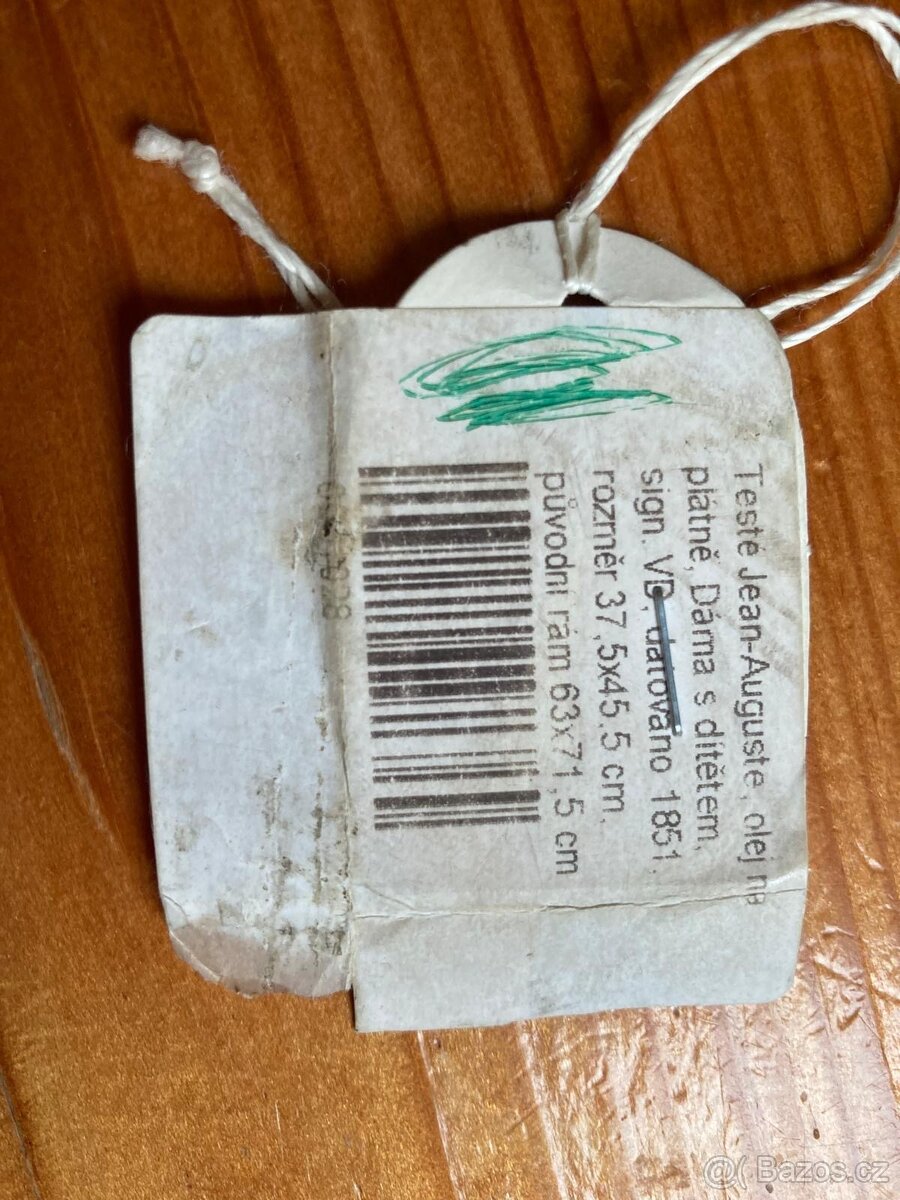 Testé Jean-Auguste, olej na
plátně, Dáma s dítětem,
sign. VD, datováno 1851.
rozměr 37,5x45,5 cm.
původní rám 63x71,5 cm
@( Bazos.cz